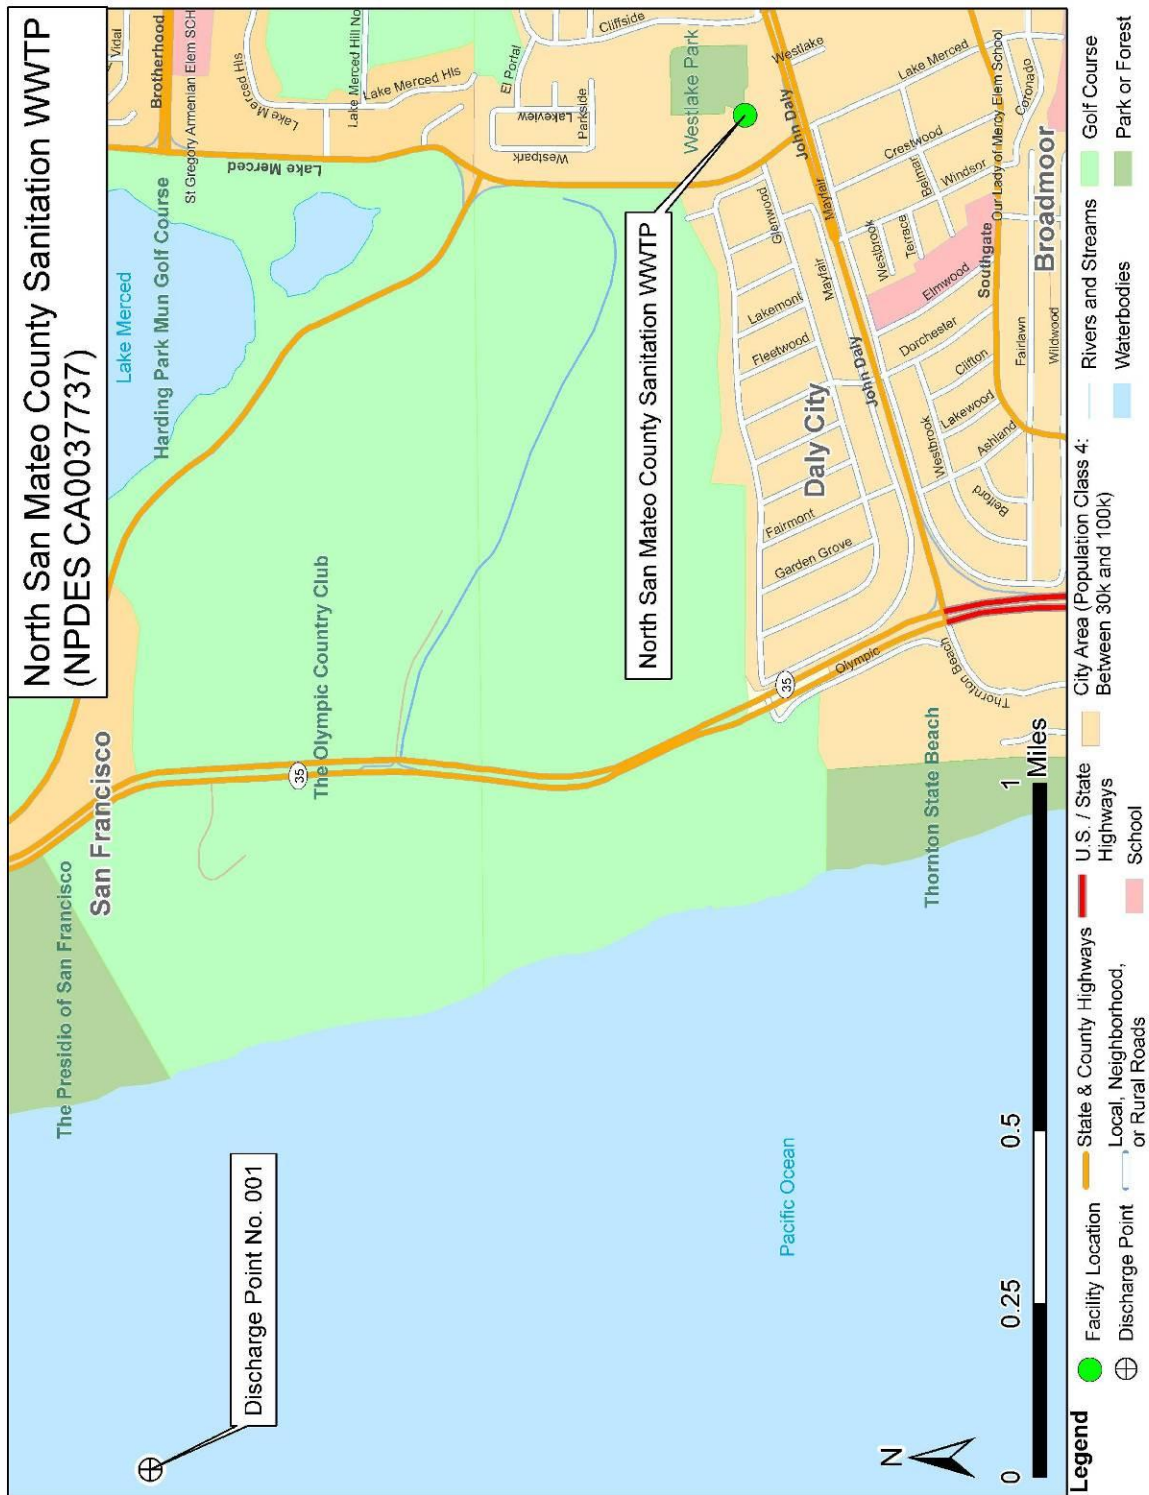 North San Mateo County Sanitation WWTP
(NPDES CA0037737)
The Presidio of San Francisco
San Francisco
Lake Merced
Harding Park Mun Golf Course
Brotherhood
Vidal
St Gregory Armenian Elem SCH
Lake Merced Hls
Lake Merced
Lake Merced Hill No
Lake Merced Hls
Discharge Point No. 001
35
The Olympic Country Club
El Portal
Cliffside
Westpark
Lakeview
Parkside
North San Mateo County Sanitation WWTP
Westlake Park
Pacific Ocean
35
Olympic
Daly City
Fairmont
Garden Grove
Fleetwood
Lakemont
Glenwood
Mayfair
Mayfair
John Daly
John Daly
Westlake
Lake Merced
Crestwood
Belmar
Windsor
Westbrook
Terrace
Elmwood
Southgate
Our Lady of Mercy Elem School
Coronado
Dorchester
Clifton
Westbrook
Lakewood
Ashland
Belford
Fairlawn
Wildwood
Broadmoor
Thornton Beach
Thornton State Beach
N
0 0.25 0.5 1
Miles
Legend
Facility Location
Discharge Point
State & County Highways
Local, Neighborhood,
or Rural Roads
U.S. / State
Highways
School
City Area (Population Class 4:
Between 30k and 100k)
Rivers and Streams
Waterbodies
Golf Course
Park or Forest